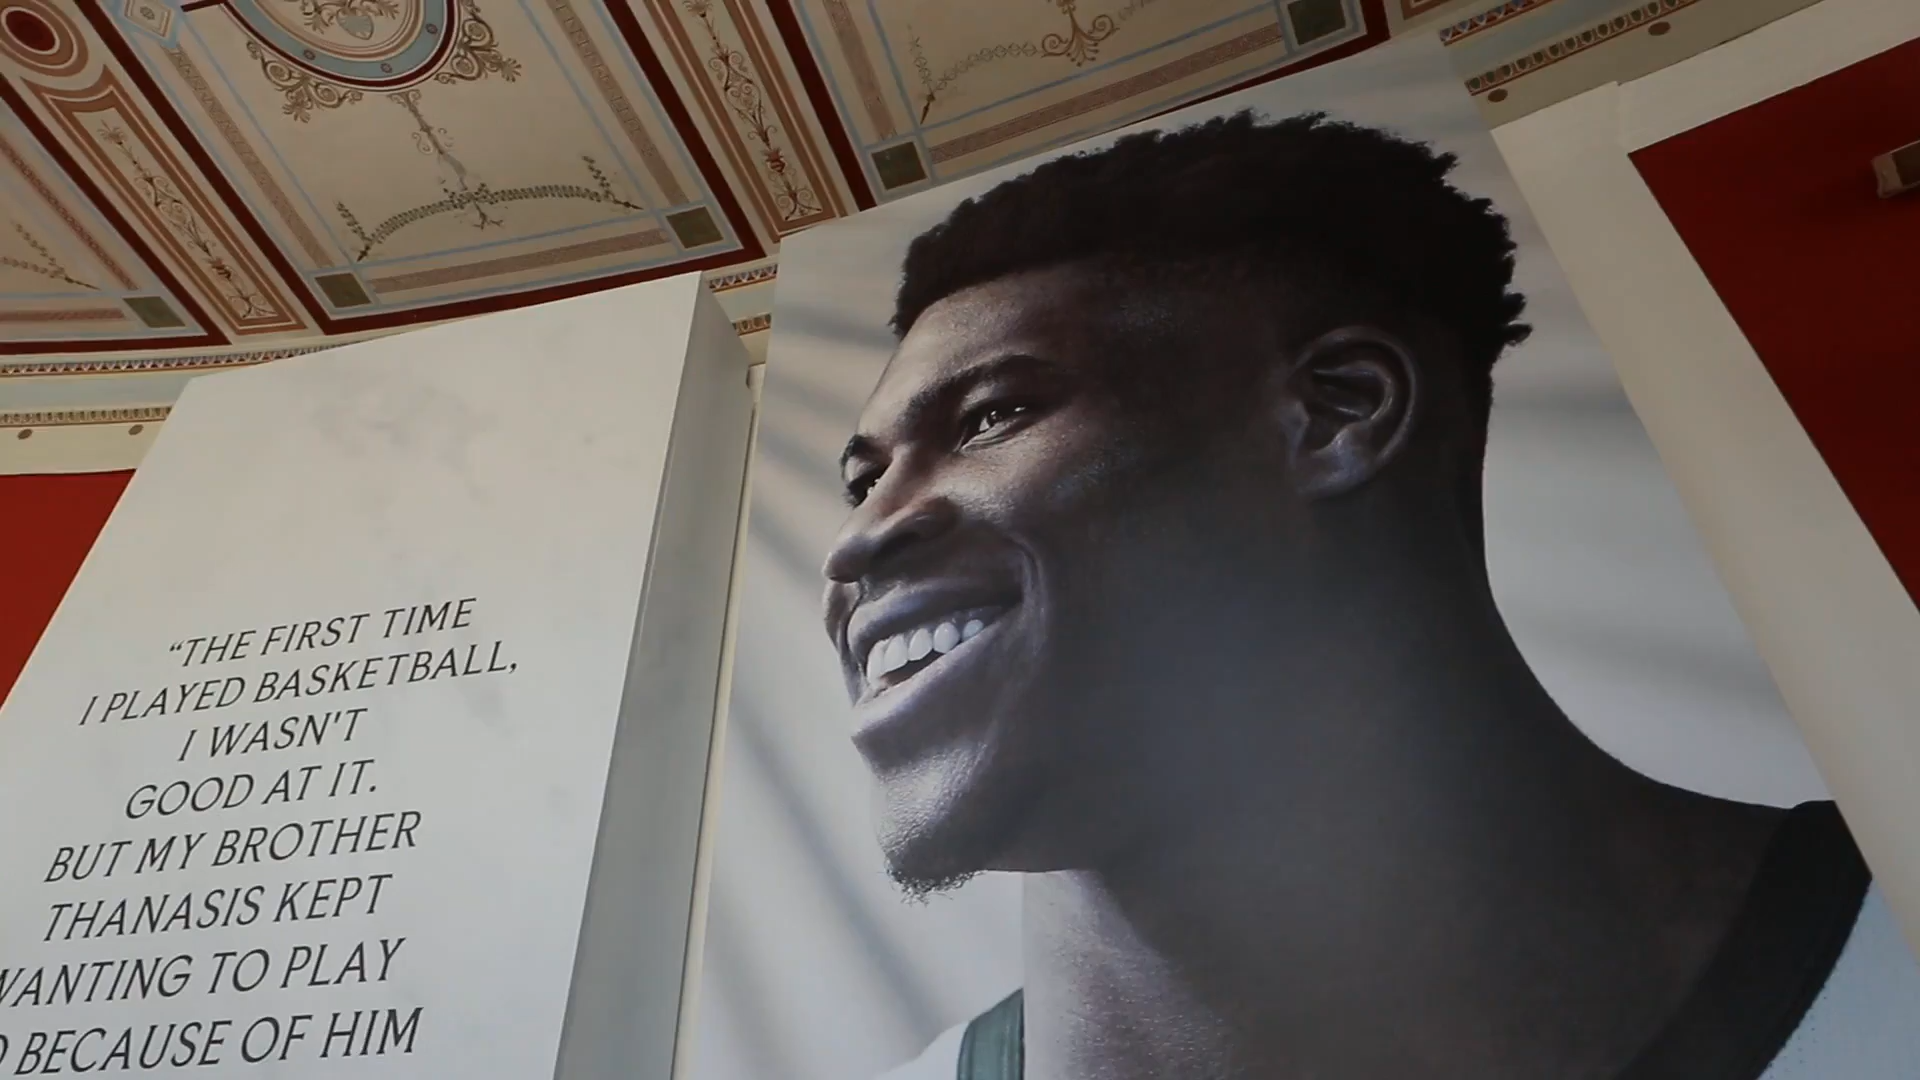 “THE FIRST TIME
I PLAYED BASKETBALL,
I WASN'T
GOOD AT IT.
BUT MY BROTHER
THANASIS KEPT
WANTING TO PLAY
BECAUSE OF HIM